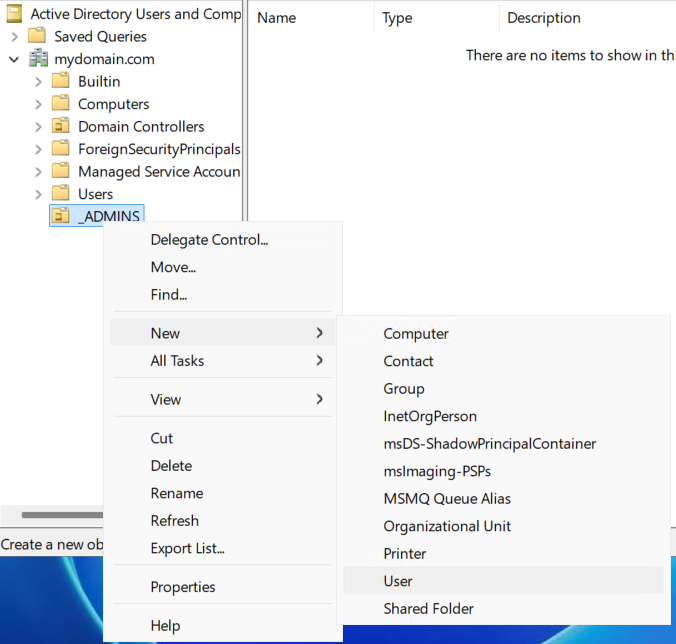 Active Directory Users and Comp
Name Type Description
Saved Queries
There are no items to show in thi
mydomain.com
Builtin
Computers
Domain Controllers
ForeignSecurityPrincipals
Managed Service Accoun
Users
_ADMINS
Delegate Control...
Move...
Find...
New
All Tasks
View
Cut
Delete
Rename
Refresh
Export List...
Properties
Help
Computer
Contact
Group
InetOrgPerson
msDS-ShadowPrincipalContainer
msImaging-PSPs
MSMQ Queue Alias
Organizational Unit
Printer
User
Shared Folder
Create a new ob